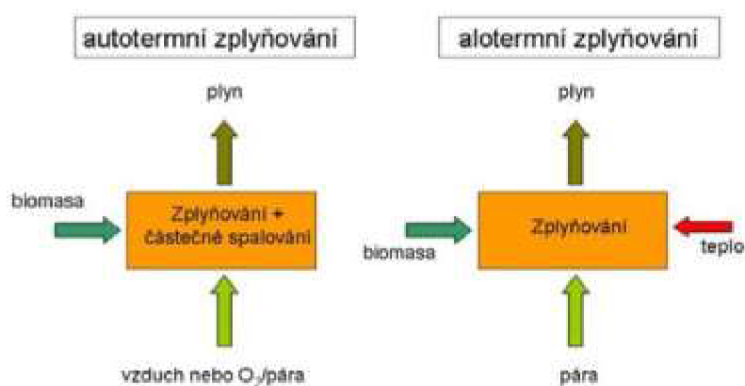 autotermní zplyňování
plyn
biomasa
Zplyňování +
částečné spalování
vzduch nebo O₂/pára
alotermní zplyňování
plyn
biomasa
Zplyňování
teplo
pára